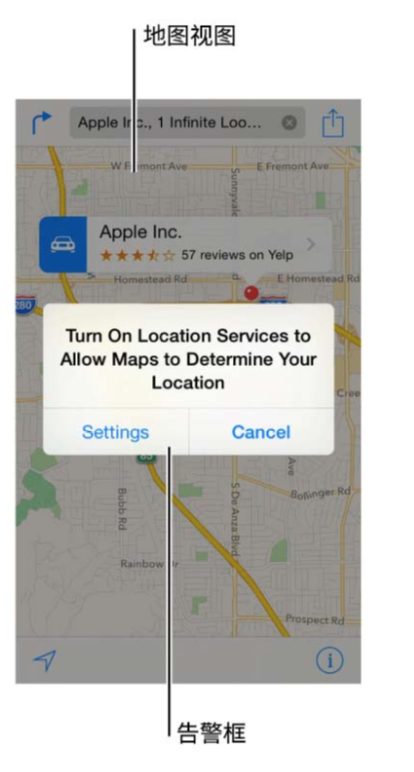 地图视图
Apple Inc., 1 Infinite Loo...
W Fremont Ave
E Fremont Ave
Sunnyvale
Apple Inc.
57 reviews on Yelp
Homestead Rd
E Homestead Rd
280
Turn On Location Services to
Allow Maps to Determine Your
Location
Cree
Settings
Cancel
85
Ave
Bubb Rd
S De Anza Blvd
Bollinger Rd
Rainbow Dr
Prospect Rd
告警框